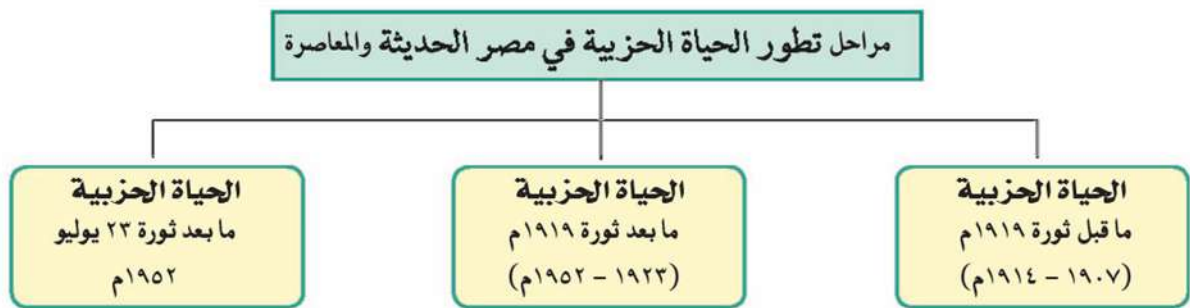 مراحل تطور الحياة الحزبية في مصر الحديثة والمعاصرة
الحياة الحزبية
ما قبل ثورة ١٩١٩م
(١٩٠٧ – ١٩١٤م)
الحياة الحزبية
ما بعد ثورة ١٩١٩م
(١٩٢٣ – ١٩٥٢م)
الحياة الحزبية
ما بعد ثورة ٢٣ يوليو
١٩٥٢م